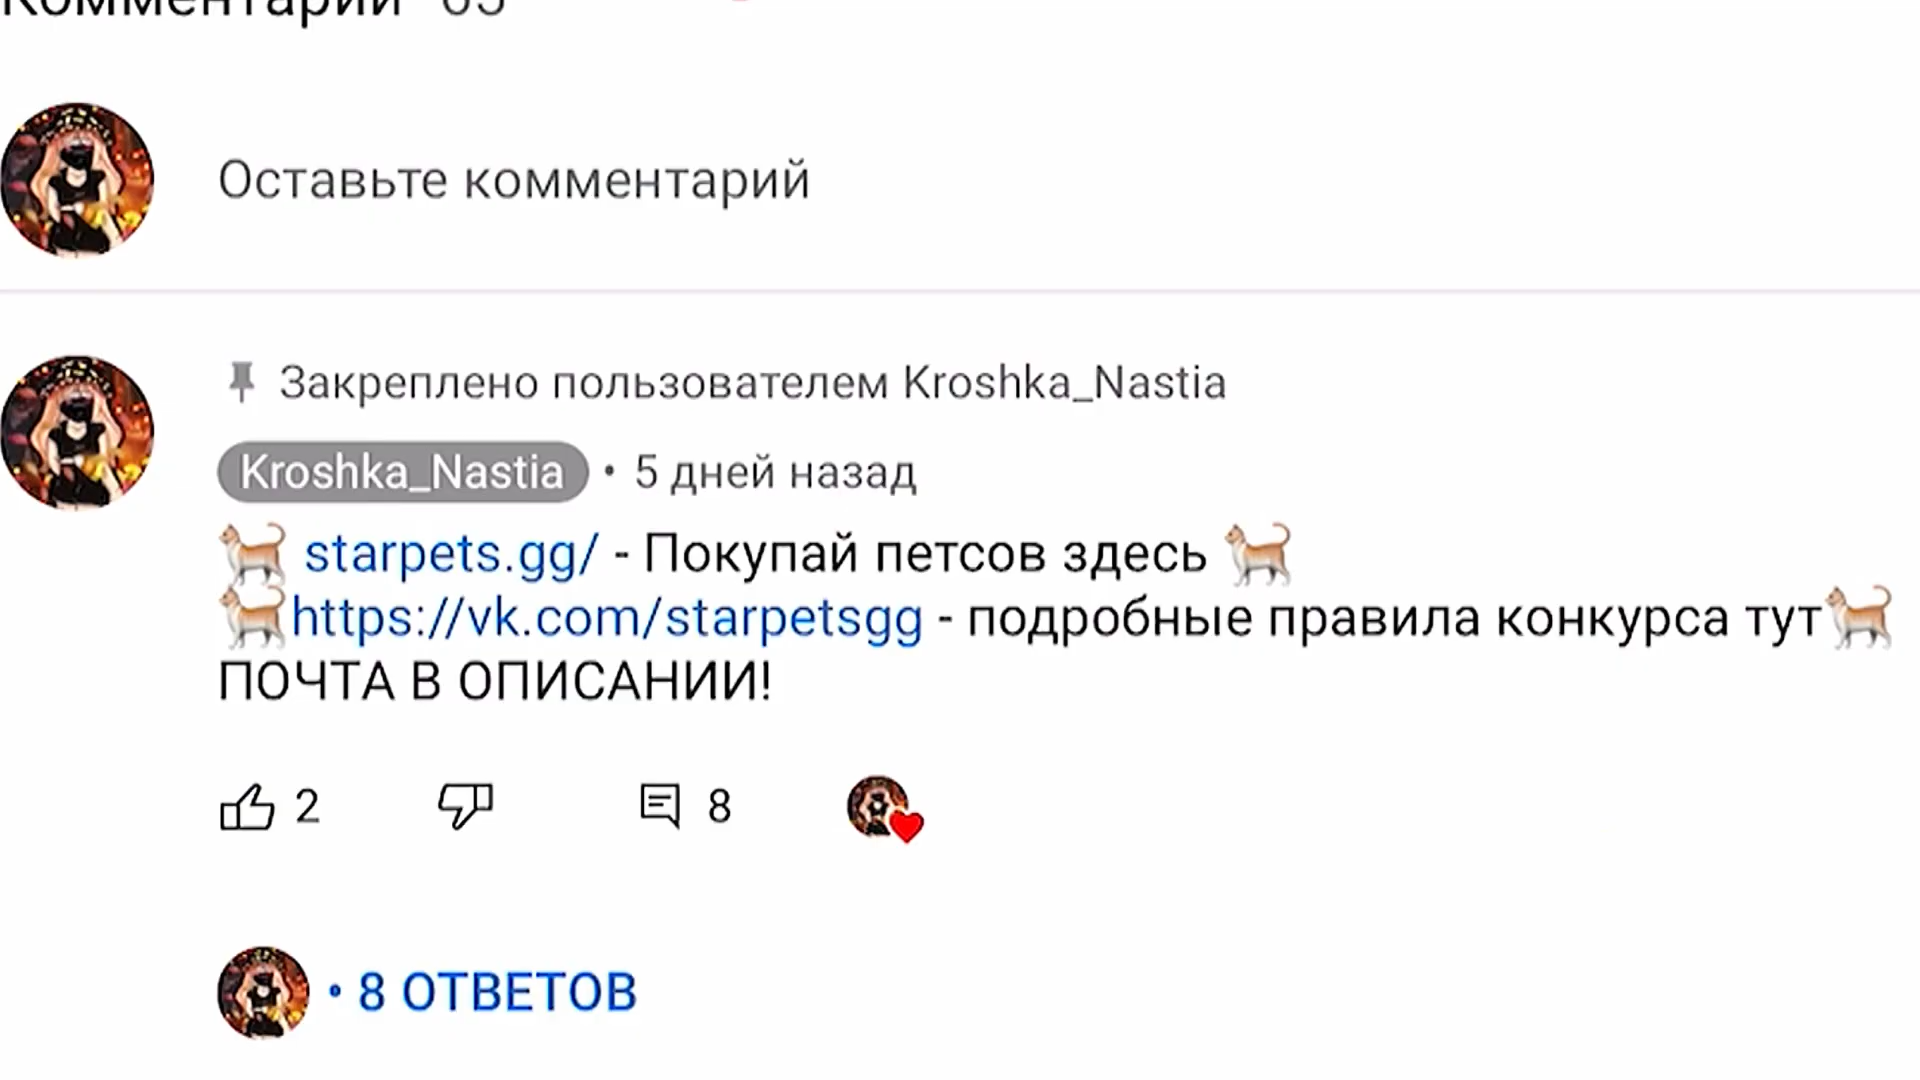 Комментарии 65
Оставьте комментарий
Закреплено пользователем Kroshka_Nastia
Kroshka_Nastia • 5 дней назад
🐈 starpets.gg/ - Покупай петсов здесь 🐈
🐈https://vk.com/starpetsgg - подробные правила конкурса тут🐈
ПОЧТА В ОПИСАНИИ!
2 8
• 8 ОТВЕТОВ